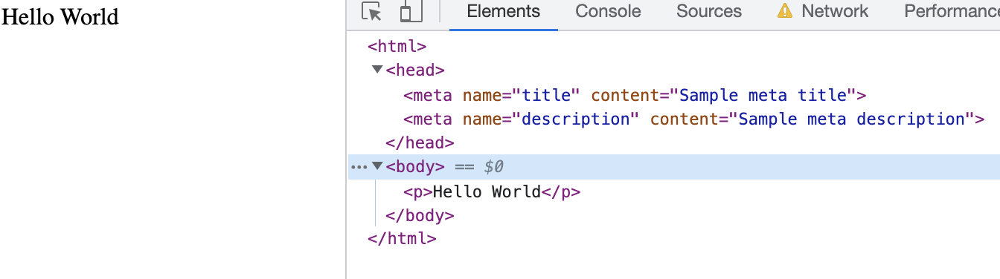 Hello World
Elements Console Sources Network Performance
<html>
<head>
<meta name="title" content="Sample meta title">
<meta name="description" content="Sample meta description">
</head>
••• <body> == $0
<p>Hello World</p>
</body>
</html>